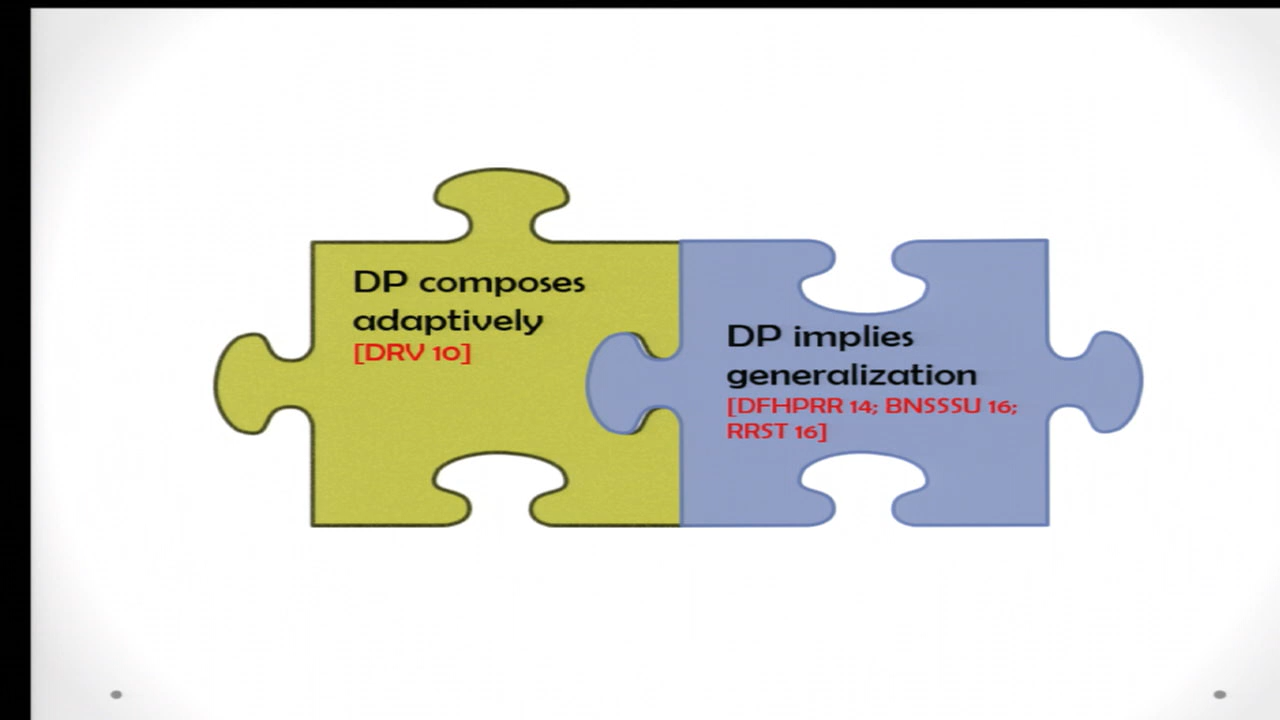 DP composes
adaptively
[DRV 10]
DP implies
generalization
[DFHPRR 14; BNSSSU 16;
RRST 16]